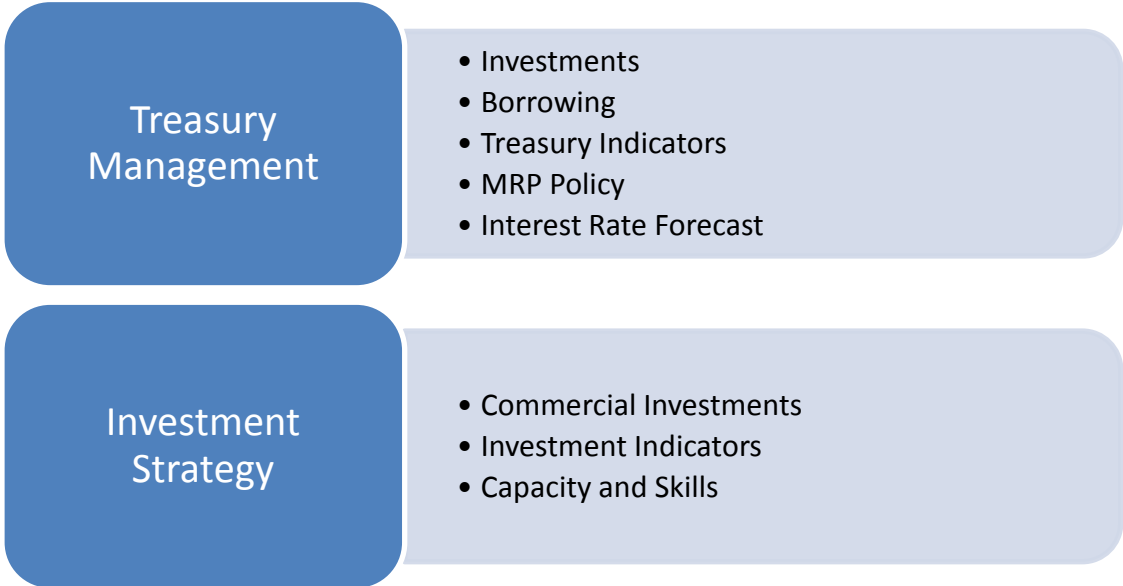 Treasury
Management
• Investments
• Borrowing
• Treasury Indicators
• MRP Policy
• Interest Rate Forecast
Investment
Strategy
• Commercial Investments
• Investment Indicators
• Capacity and Skills